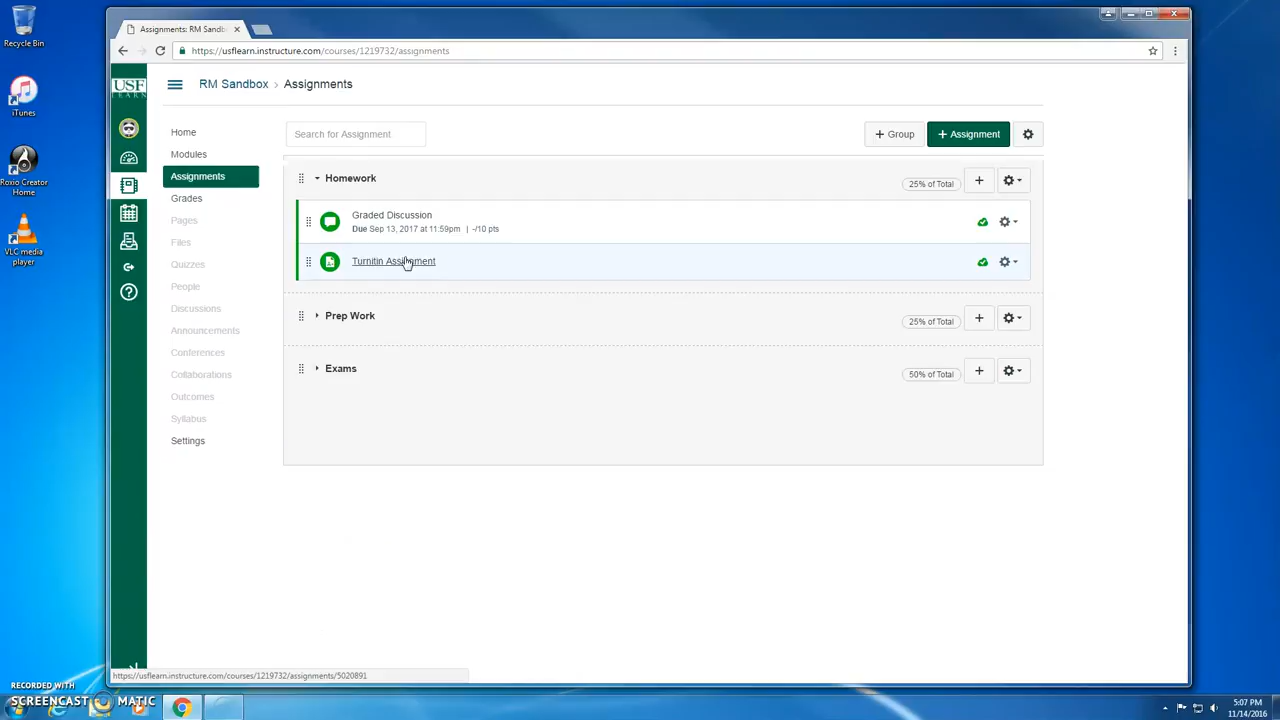 Recycle Bin
iTunes
Roxio Creator
Home
VLC media
player
Assignments: RM Sandb
https://usflearn.instructure.com/courses/1219732/assignments
USF
LEARN
RM Sandbox > Assignments
Home
Modules
Assignments
Grades
Pages
Files
Quizzes
People
Discussions
Announcements
Conferences
Collaborations
Outcomes
Syllabus
Settings
Search for Assignment
+ Group
+ Assignment
Homework
25% of Total
Graded Discussion
Due Sep 13, 2017 at 11:59pm | -/10 pts
Turnitin Assignment
Prep Work
25% of Total
Exams
50% of Total
https://usflearn.instructure.com/courses/1219732/assignments/5020891
RECORDED WITH
SCREENCAST MATIC
5:07 PM
11/14/2016